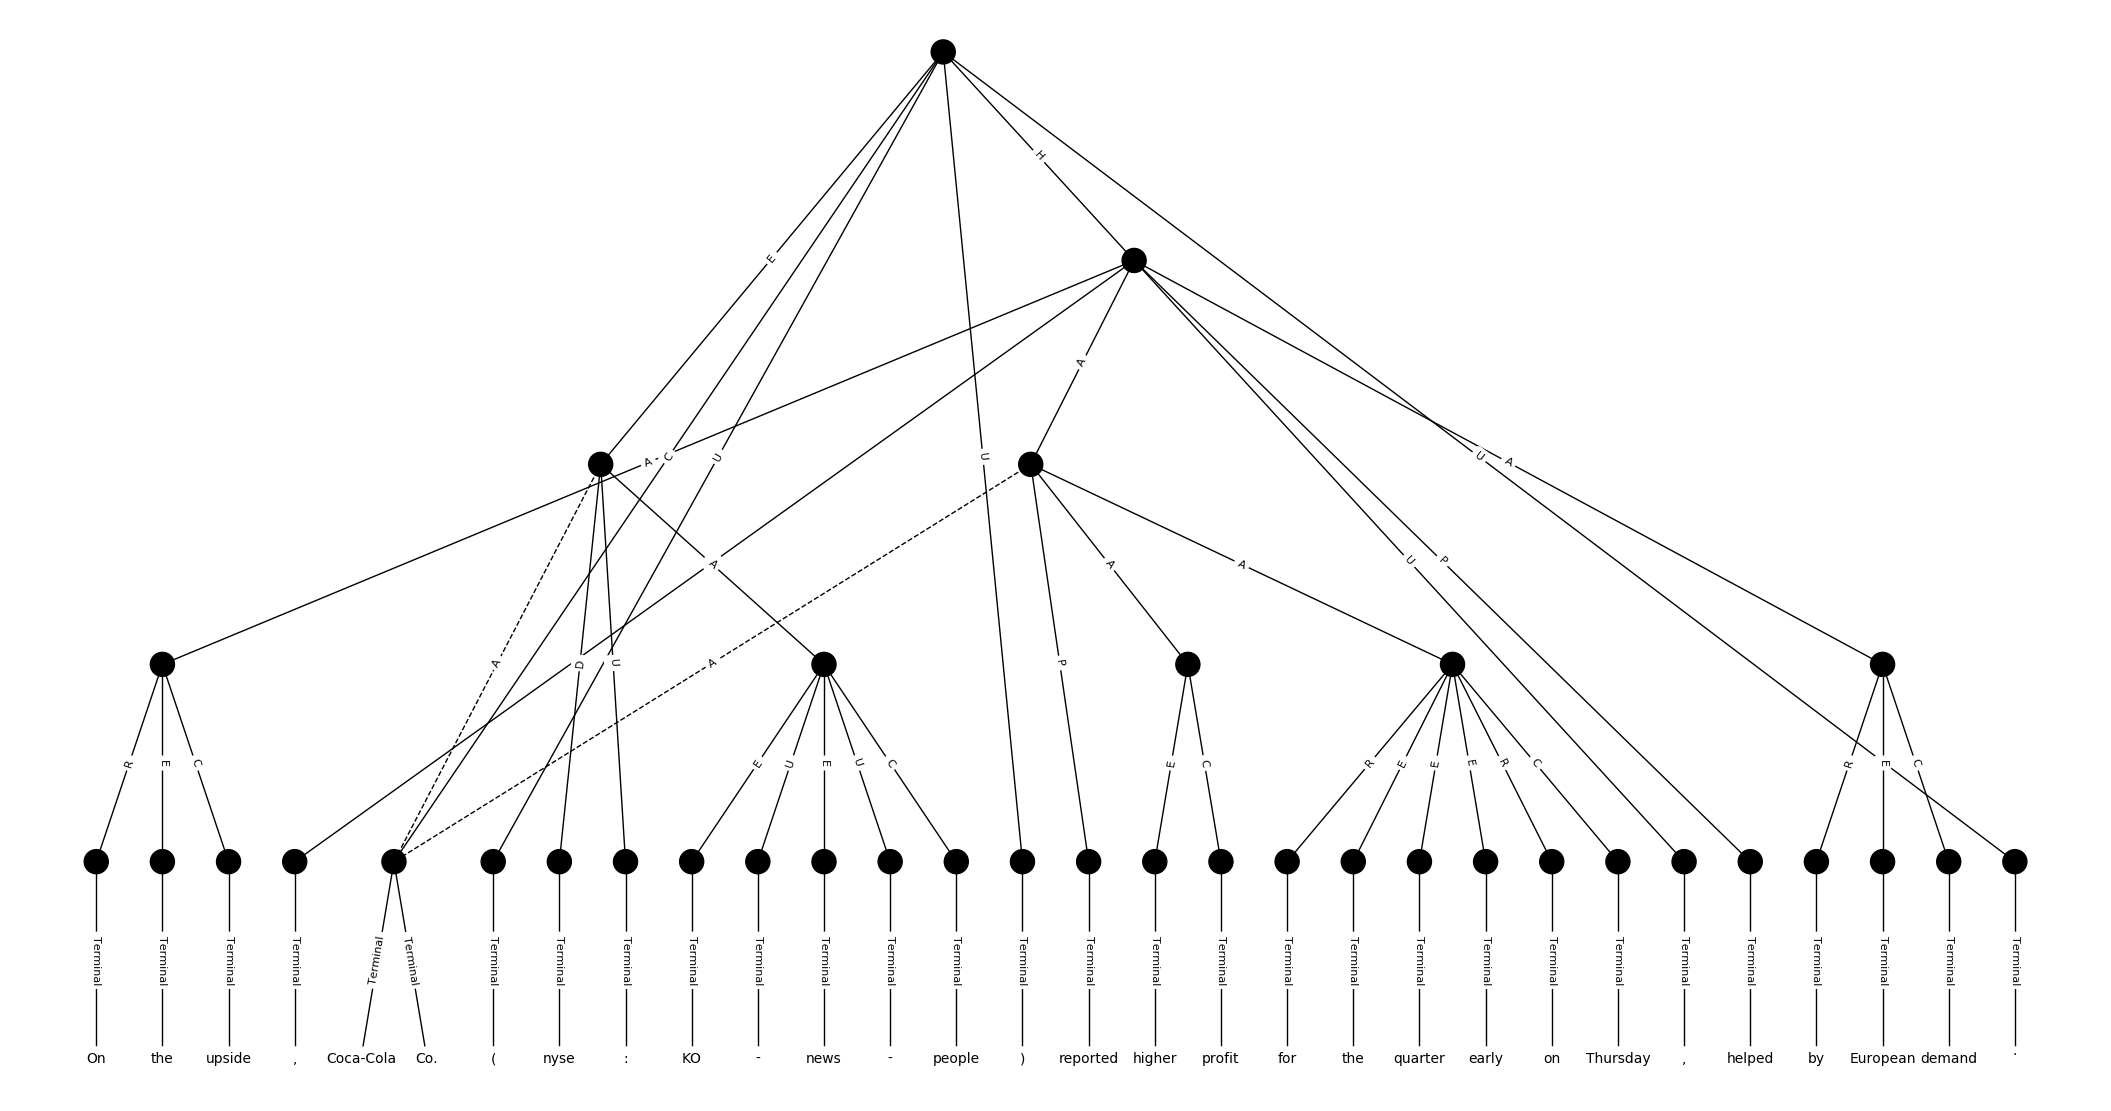 H
E
A
A - C U U U A
A A A U P
A D U A P
R E C E U E U C E C R E E E R C R E C
Terminal Terminal Terminal Terminal Terminal Terminal Terminal Terminal Terminal Terminal Terminal Terminal Terminal Terminal Terminal Terminal Terminal Terminal Terminal Terminal Terminal Terminal Terminal Terminal Terminal Terminal Terminal Terminal Terminal Terminal
On the upside , Coca-Cola Co. ( nyse : KO - news - people ) reported higher profit for the quarter early on Thursday , helped by European demand .